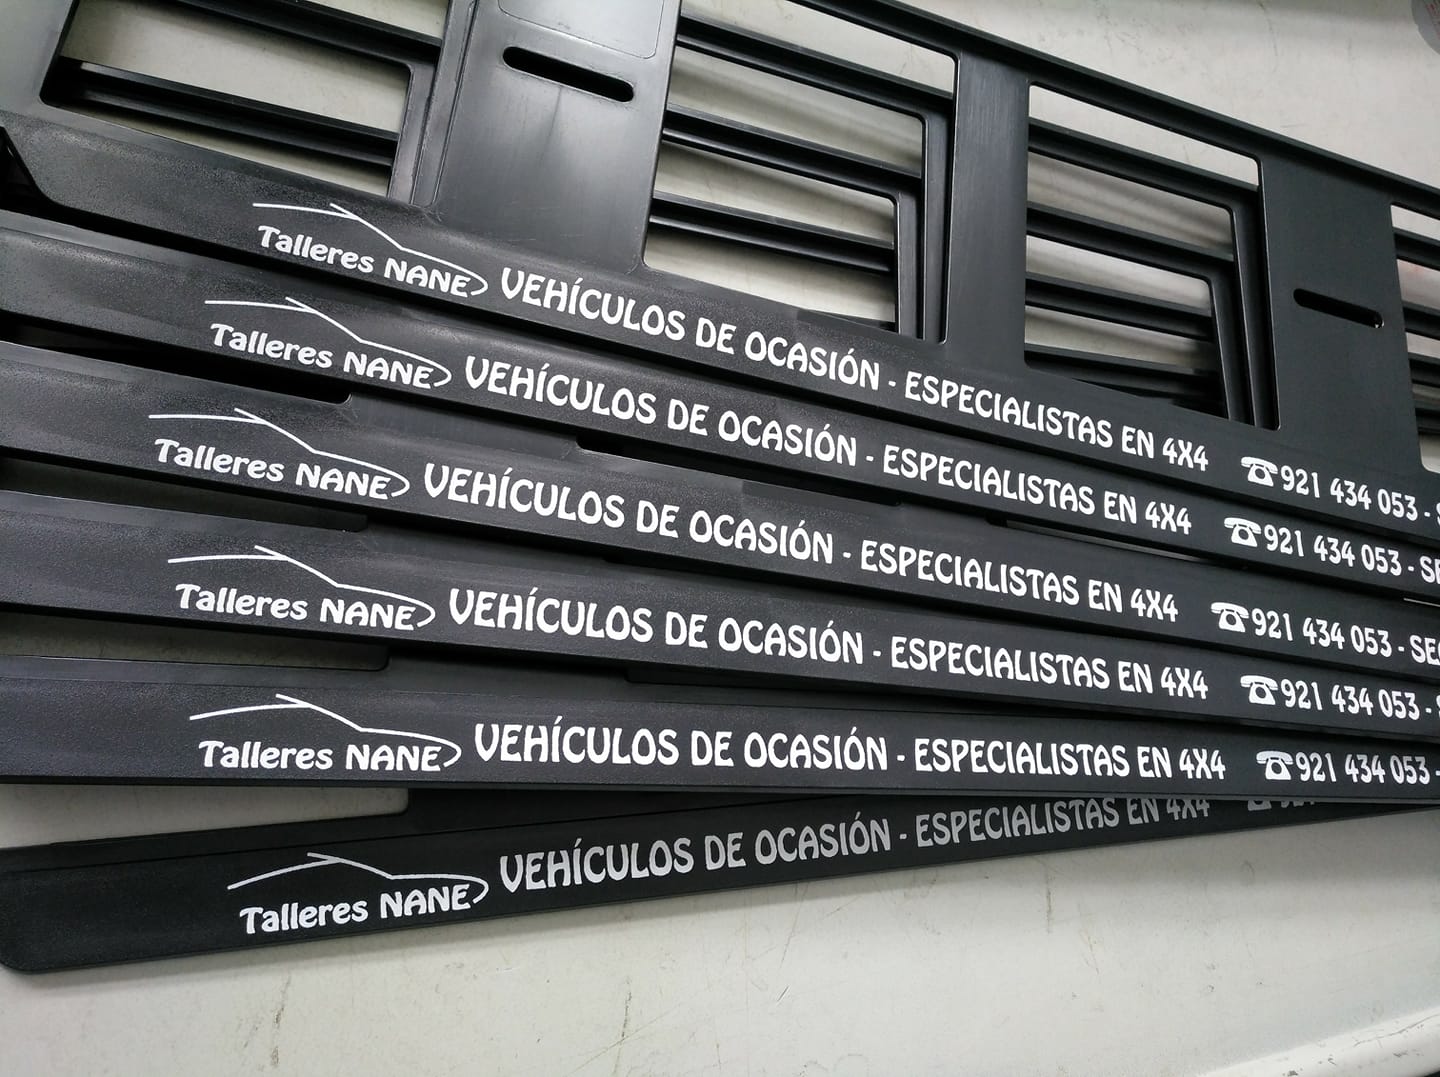 Talleres NANE VEHÍCULOS DE OCASIÓN - ESPECIALISTAS EN 4X4 ☎921 434 053 -
Talleres NANE VEHÍCULOS DE OCASIÓN - ESPECIALISTAS EN 4X4 ☎921 434 053 - SE
Talleres NANE VEHÍCULOS DE OCASIÓN - ESPECIALISTAS EN 4X4 ☎921 434 053 - SEG
Talleres NANE VEHÍCULOS DE OCASIÓN - ESPECIALISTAS EN 4X4 ☎921 434 053 -
Talleres NANE VEHÍCULOS DE OCASIÓN - ESPECIALISTAS EN 4X4 ☎921 434 053 -
Talleres NANE VEHÍCULOS DE OCASIÓN - ESPECIALISTAS EN 4X4